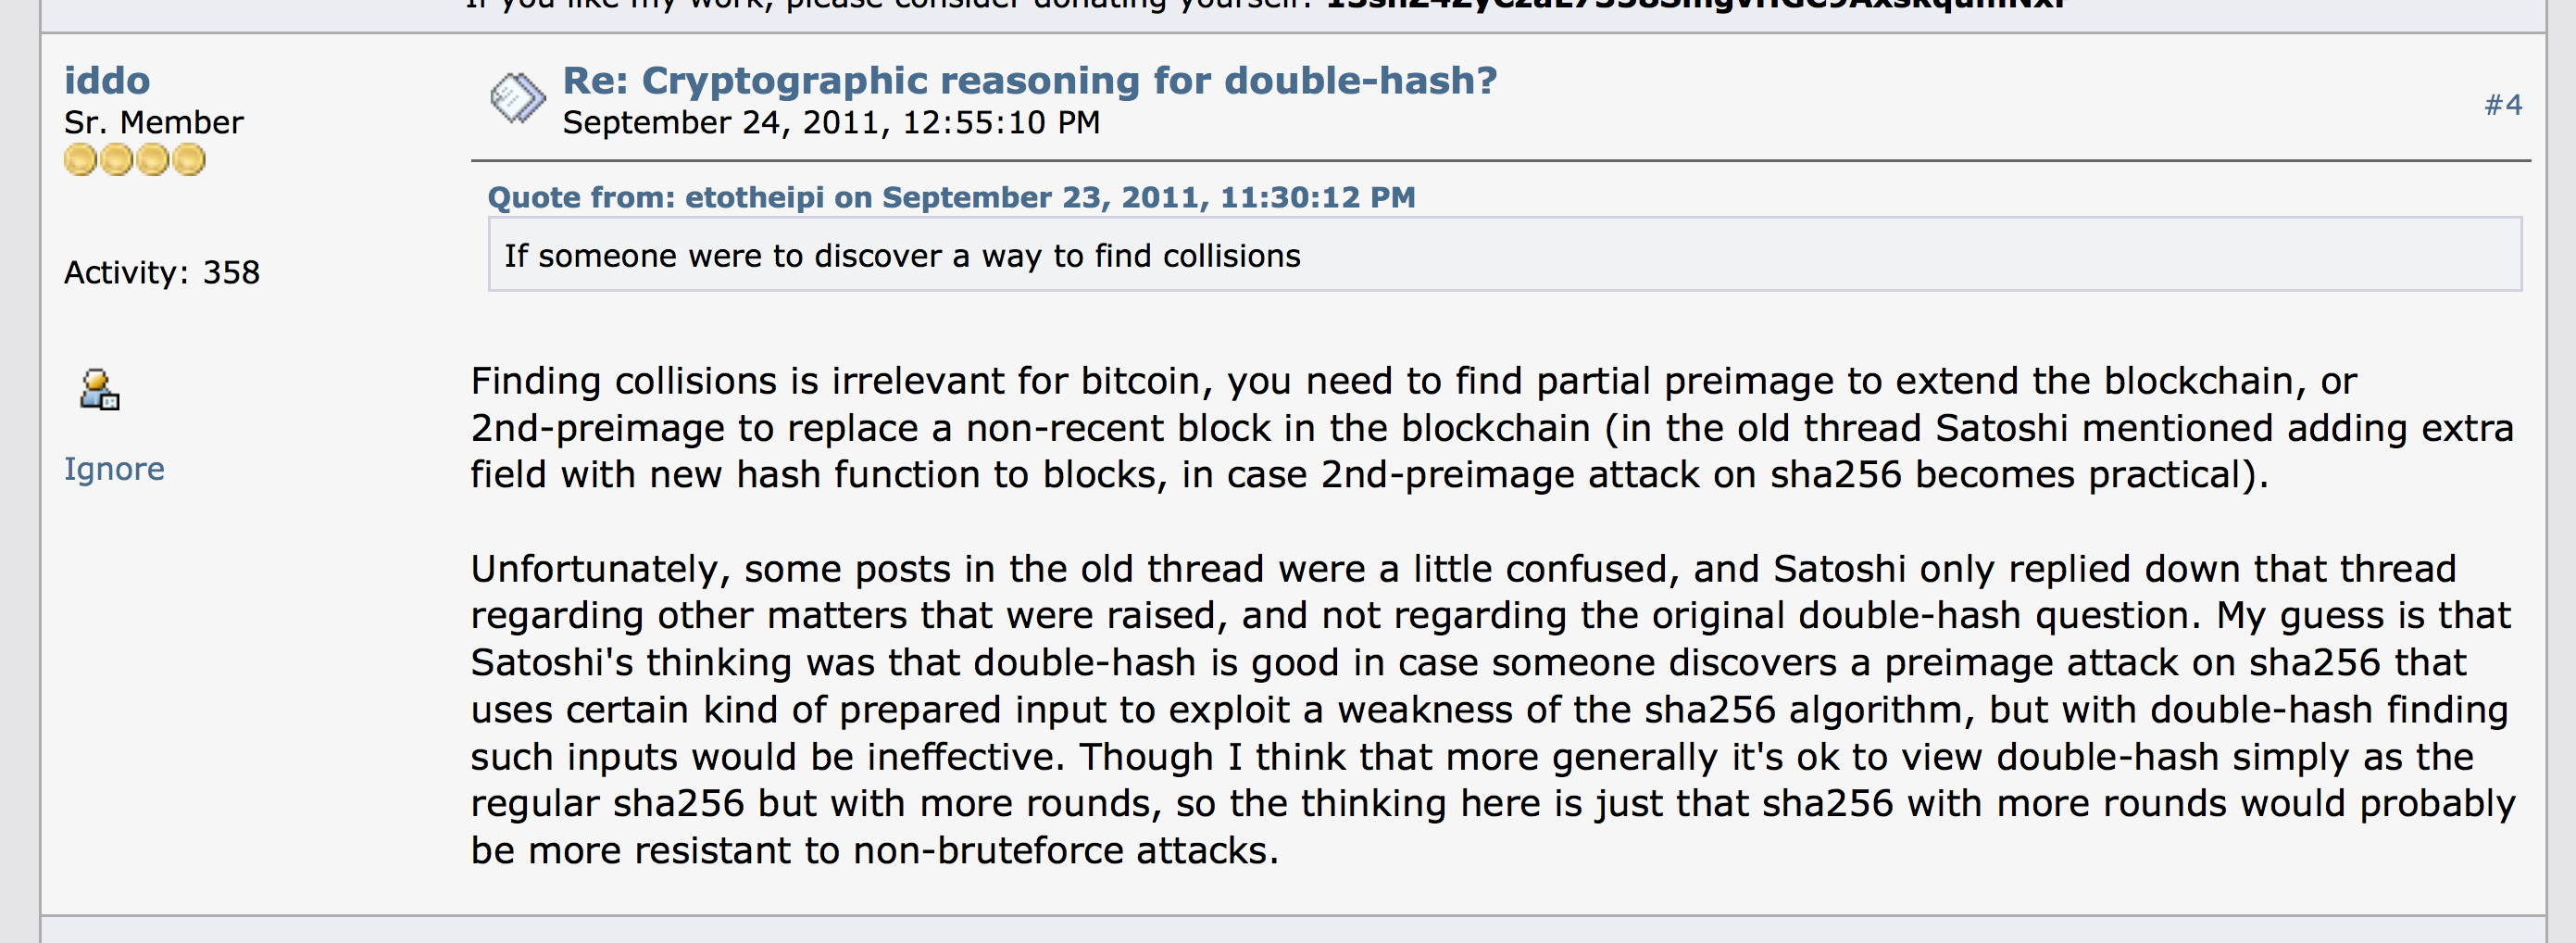 If you like my work, please consider donating yourself:
iddo
Sr. Member
Activity: 358
Ignore
Re: Cryptographic reasoning for double-hash?
September 24, 2011, 12:55:10 PM
#4
Quote from: etotheipi on September 23, 2011, 11:30:12 PM
If someone were to discover a way to find collisions
Finding collisions is irrelevant for bitcoin, you need to find partial preimage to extend the blockchain, or
2nd-preimage to replace a non-recent block in the blockchain (in the old thread Satoshi mentioned adding extra
field with new hash function to blocks, in case 2nd-preimage attack on sha256 becomes practical).
Unfortunately, some posts in the old thread were a little confused, and Satoshi only replied down that thread
regarding other matters that were raised, and not regarding the original double-hash question. My guess is that
Satoshi's thinking was that double-hash is good in case someone discovers a preimage attack on sha256 that
uses certain kind of prepared input to exploit a weakness of the sha256 algorithm, but with double-hash finding
such inputs would be ineffective. Though I think that more generally it's ok to view double-hash simply as the
regular sha256 but with more rounds, so the thinking here is just that sha256 with more rounds would probably
be more resistant to non-bruteforce attacks.